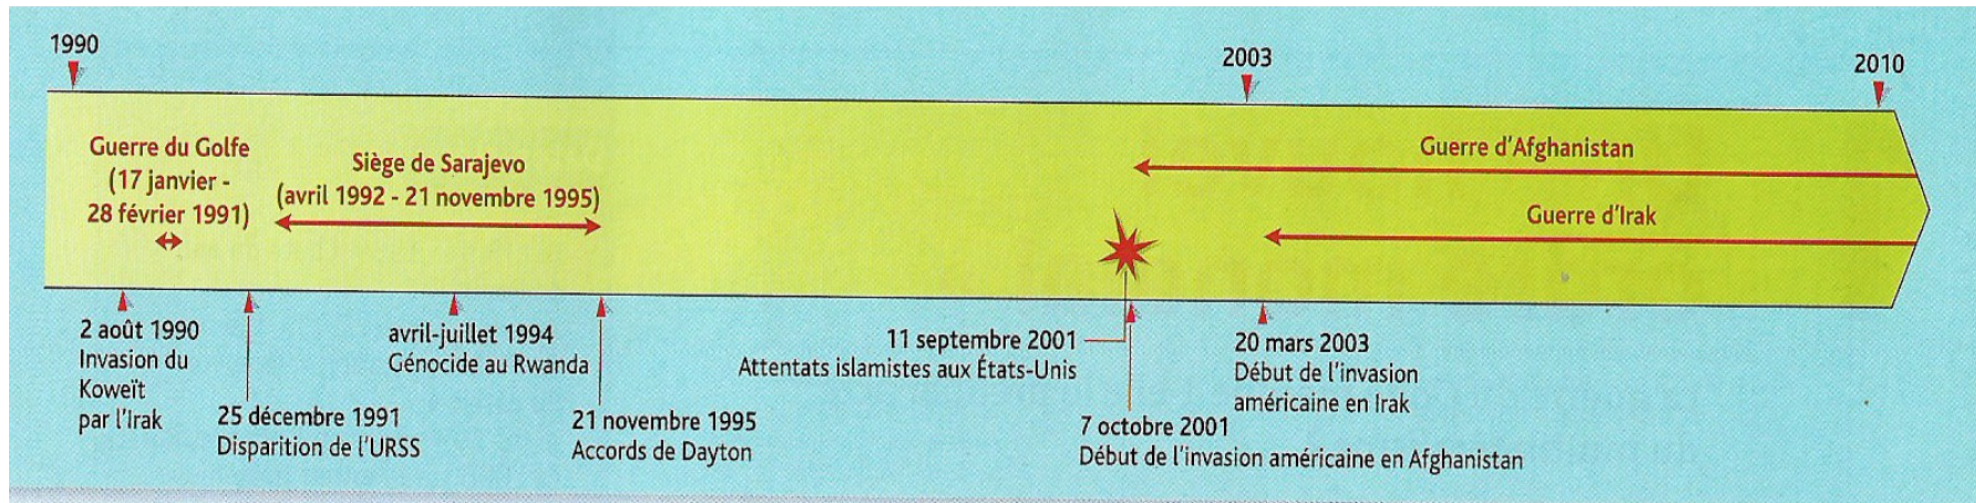 1990
2003
2010
Guerre du Golfe
(17 janvier -
28 février 1991)
Siège de Sarajevo
(avril 1992 - 21 novembre 1995)
Guerre d'Afghanistan
Guerre d'Irak
2 août 1990
Invasion du
Koweït
par l'Irak
25 décembre 1991
Disparition de l'URSS
avril-juillet 1994
Génocide au Rwanda
21 novembre 1995
Accords de Dayton
11 septembre 2001
Attentats islamistes aux États-Unis
7 octobre 2001
Début de l'invasion américaine en Afghanistan
20 mars 2003
Début de l'invasion
américaine en Irak